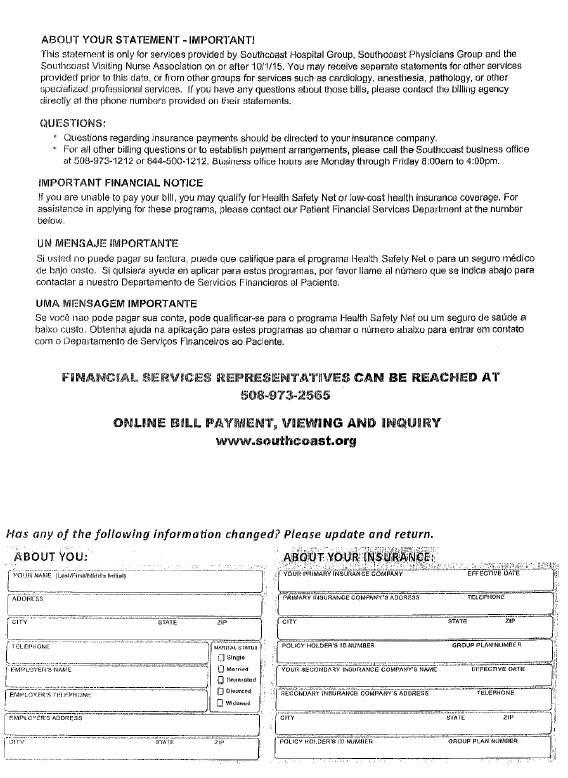 ABOUT YOUR STATEMENT - IMPORTANT!
This statement is only for services provided by Southcoast Hospital Group, Southcoast Physicians Group and the
Southcoast Visiting Nurse Association on or after 10/1/15. You may receive separate statements for other services
provided prior to this date, or from other groups for services such as cardiology, anesthesia, pathology, or other
specialized professional services. If you have any questions about those bills, please contact the billing agency
directly at the phone numbers provided on their statements.
QUESTIONS:
* Questions regarding insurance payments should be directed to your insurance company.
* For all other billing questions or to establish payment arrangements, please call the Southcoast business office
at 508-973-1212 or 844-500-1212. Business office hours are Monday through Friday 8:00am to 4:00pm.
IMPORTANT FINANCIAL NOTICE
If you are unable to pay your bill, you may qualify for Health Safety Net or low-cost health insurance coverage. For
assistance in applying for these programs, please contact our Patient Financial Services Department at the number
below.
UN MENSAJE IMPORTANTE
Si usted no puede pagar su factura, puede que califique para el programa Health Safety Net o para un seguro médico
de bajo costo. Si quisiera ayuda en aplicar para estos programas, por favor llame al número que se indica abajo para
contactar a nuestro Departamento de Servicios Financieros al Paciente.
UMA MENSAGEM IMPORTANTE
Se você nao pode pagar sua conta, pode qualificar-se para o programa Health Safety Net ou um seguro de saúde a
baixo custo. Obtenha ajuda na aplicação para estes programas ao chamar o número abaixo para entrar em contato
com o Departamento de Serviços Financeiros ao Paciente.
FINANCIAL SERVICES REPRESENTATIVES CAN BE REACHED AT
508-973-2565
ONLINE BILL PAYMENT, VIEWING AND INQUIRY
www.southcoast.org
Has any of the following information changed? Please update and return.
ABOUT YOU:
YOUR NAME (Last/First/Middle Initial)
ADDRESS
CITY STATE ZIP
TELEPHONE
MARITAL STATUS
Single
Married
Separated
Divorced
Widowed
EMPLOYER'S NAME
EMPLOYER'S TELEPHONE
EMPLOYER'S ADDRESS
CITY STATE ZIP
ABOUT YOUR INSURANCE:
YOUR PRIMARY INSURANCE COMPANY EFFECTIVE DATE
PRIMARY INSURANCE COMPANY'S ADDRESS TELEPHONE
CITY STATE ZIP
POLICY HOLDER'S ID NUMBER GROUP PLAN NUMBER
YOUR SECONDARY INSURANCE COMPANY'S NAME EFFECTIVE DATE
SECONDARY INSURANCE COMPANY'S ADDRESS TELEPHONE
CITY STATE ZIP
POLICY HOLDER'S ID NUMBER GROUP PLAN NUMBER